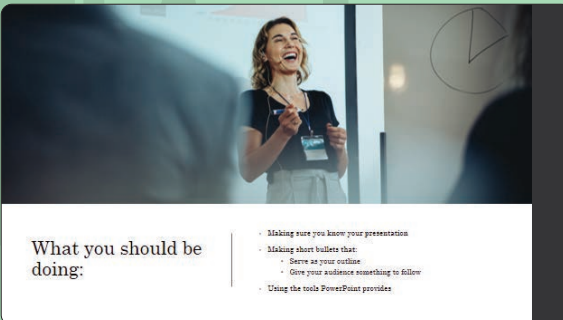 What you should be
doing:
Making sure you know your presentation
Making short bullets that:
Serve as your outline
Give your audience something to follow
Using the tools PowerPoint provides